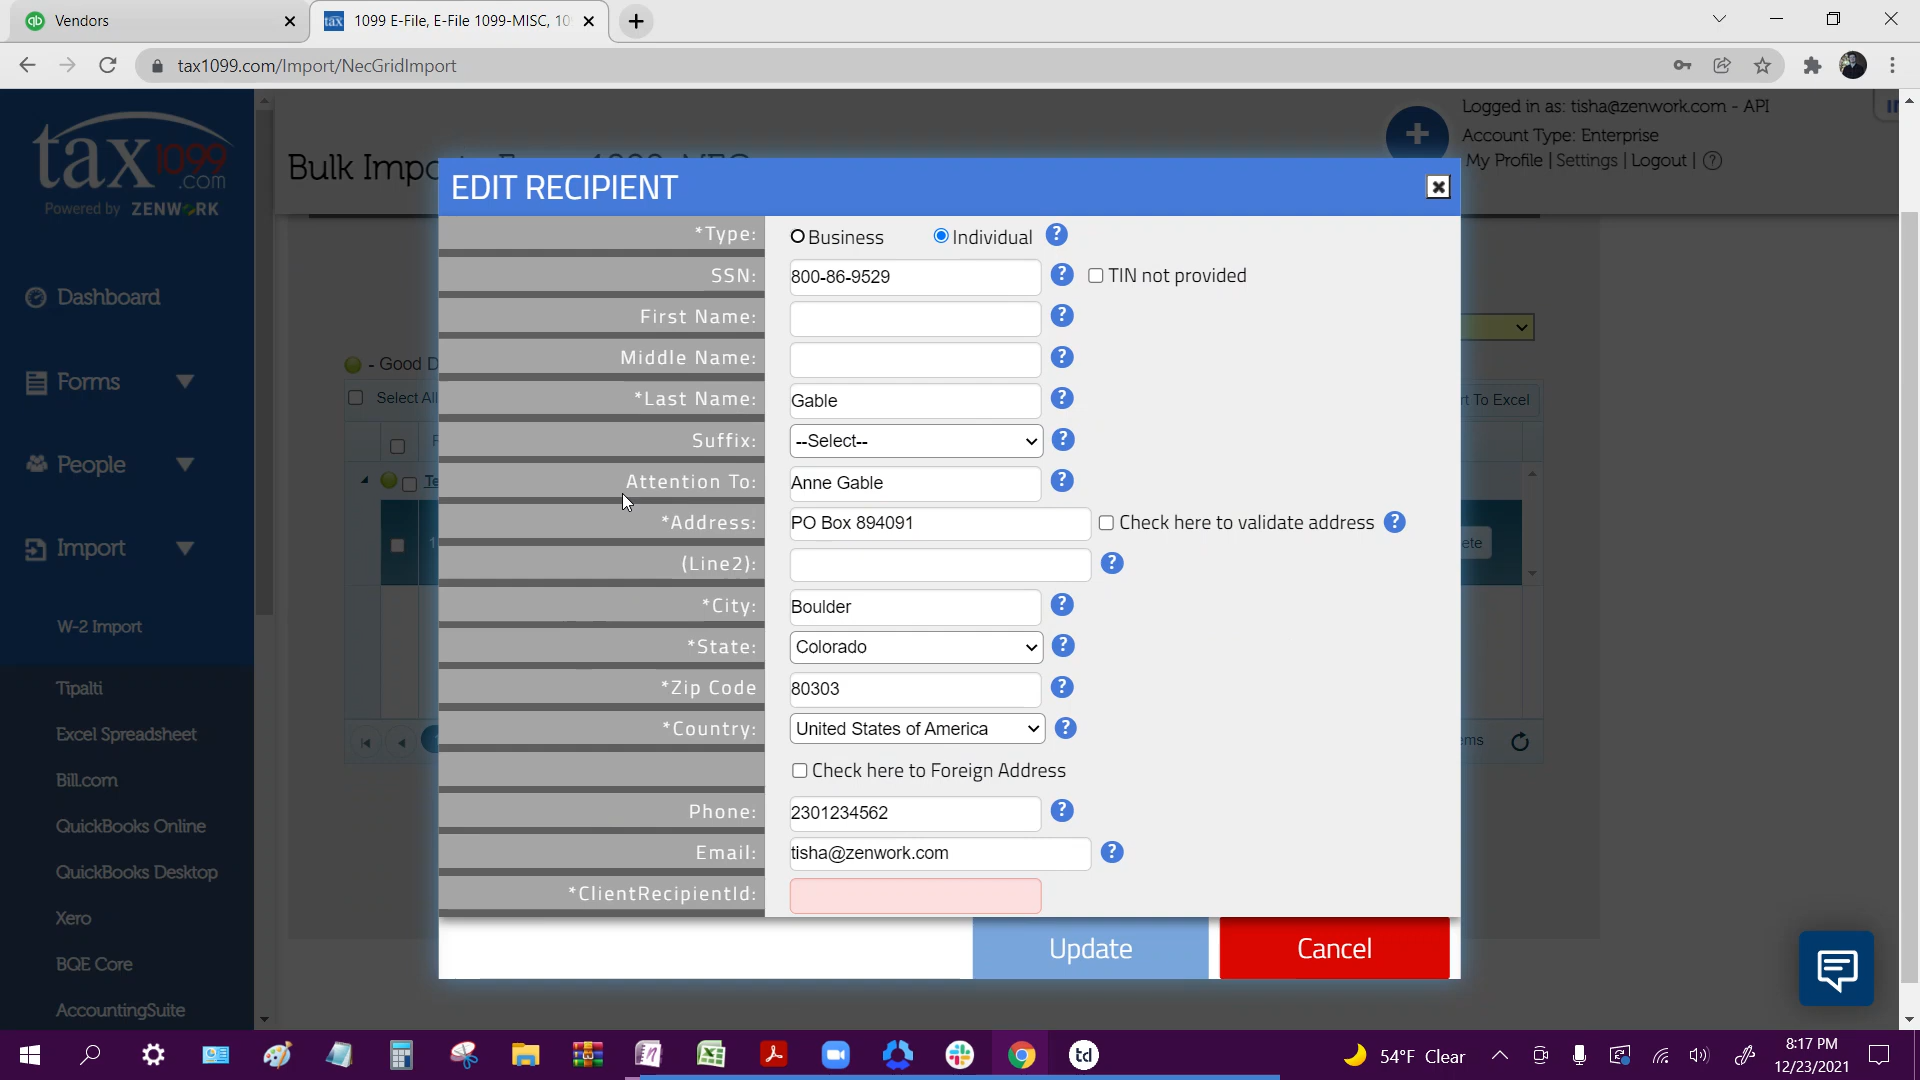 Vendors
1099 E-File, E-File 1099-MISC, 10
tax1099.com/Import/NecGridImport
Logged in as: tisha@zenwork.com - API
Account Type: Enterprise
My Profile | Settings | Logout | ?
tax1099.com
Powered by ZENWORK
Bulk Impo
EDIT RECIPIENT
*Type: Business Individual ?
SSN: 800-86-9529 ? TIN not provided
First Name: ?
Middle Name: ?
*Last Name: Gable ?
Suffix: --Select-- ?
Attention To: Anne Gable ?
*Address: PO Box 894091 Check here to validate address ?
(Line2): ?
*City: Boulder ?
*State: Colorado ?
*Zip Code 80303 ?
*Country: United States of America ?
Check here to Foreign Address
Phone: 2301234562 ?
Email: tisha@zenwork.com ?
*ClientRecipientId:
Update Cancel
Dashboard
Forms
People
Import
W-2 Import
Tipalti
Excel Spreadsheet
Bill.com
QuickBooks Online
QuickBooks Desktop
Xero
BQE Core
AccountingSuite
- Good D
Select All
rt To Excel
ete
ms
54°F Clear
8:17 PM
12/23/2021